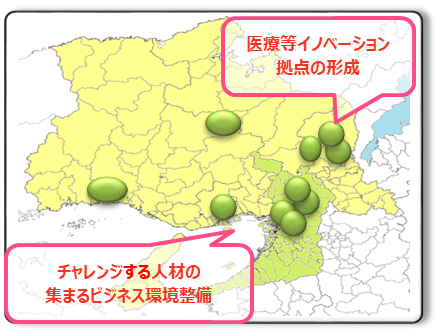 医療等イノベーション
拠点の形成
チャレンジする人材の
集まるビジネス環境整備